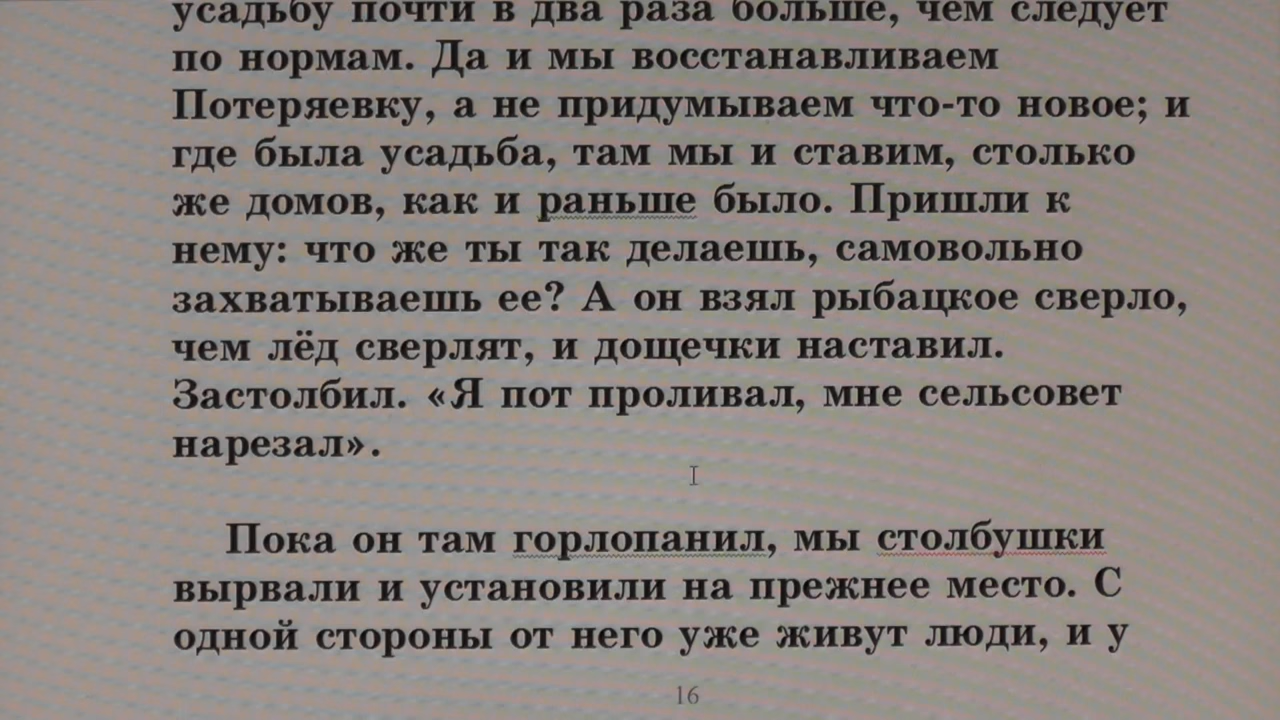 усадьбу почти в два раза больше, чем следует
по нормам. Да и мы восстанавливаем
Потеряевку, а не придумываем что-то новое; и
где была усадьба, там мы и ставим, столько
же домов, как и раньше было. Пришли к
нему: что же ты так делаешь, самовольно
захватываешь ее? А он взял рыбацкое сверло,
чем лёд сверлят, и дощечки наставил.
Застолбил. «Я пот проливал, мне сельсовет
нарезал».
Пока он там горлопанил, мы столбушки
вырвали и установили на прежнее место. С
одной стороны от него уже живут люди, и у
16